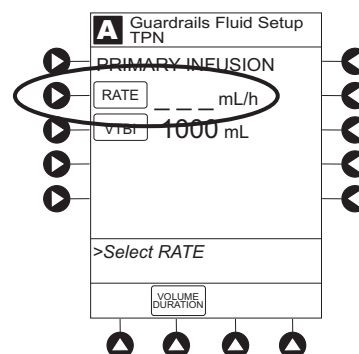 A Guardrails Fluid Setup
TPN
PRIMARY INFUSION
RATE _ _ _ mL/h
VTBI 1000 mL
>Select RATE
VOLUME
DURATION